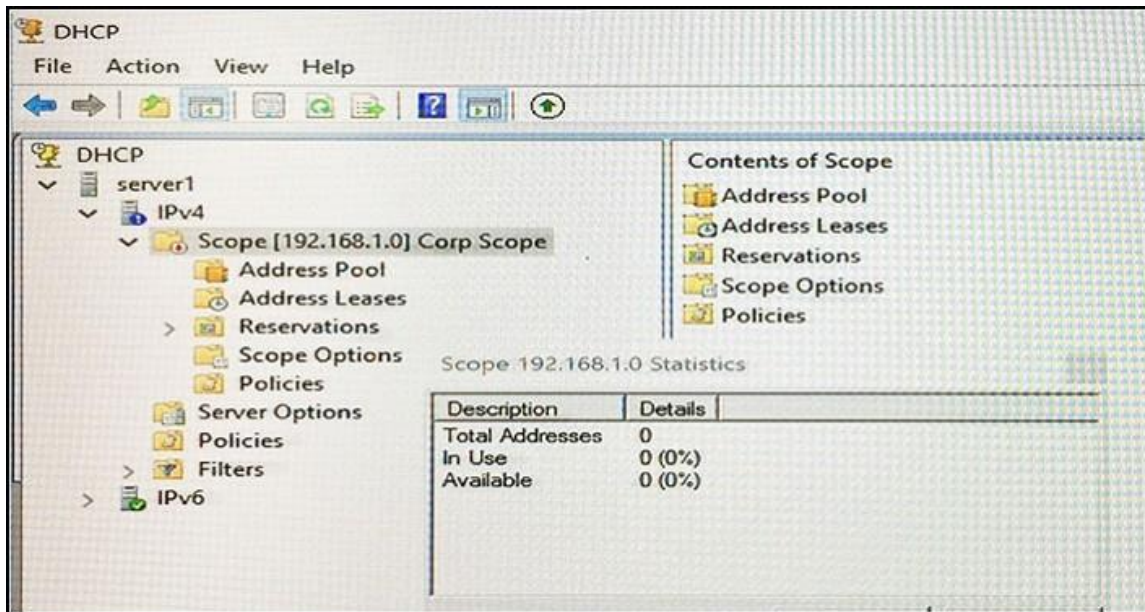 DHCP
File Action View Help
DHCP
server1
IPv4
Scope [192.168.1.0] Corp Scope
Address Pool
Address Leases
Reservations
Scope Options
Policies
Server Options
Policies
Filters
IPv6
Contents of Scope
Address Pool
Address Leases
Reservations
Scope Options
Policies
Scope 192.168.1.0 Statistics
Description Details
Total Addresses 0
In Use 0 (0%)
Available 0 (0%)